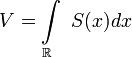 V = ∫_ℝ S(x)dx